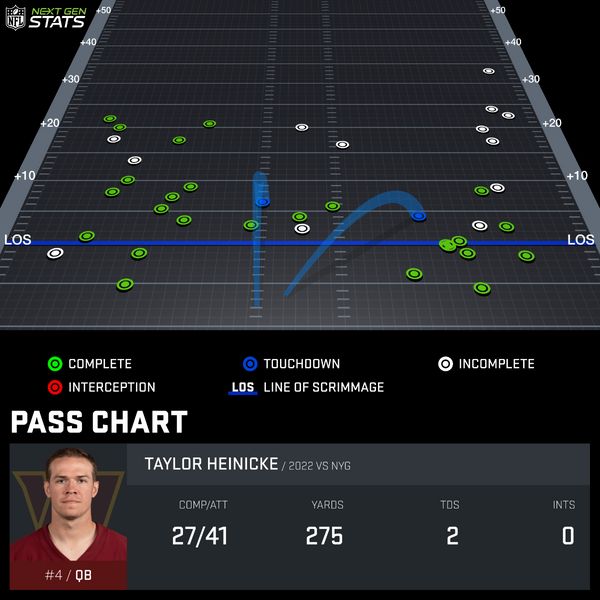 NFL NEXT GEN STATS
+50 +50
+40 +40
+30 +30
+20 +20
+10 +10
LOS LOS
COMPLETE TOUCHDOWN INCOMPLETE
INTERCEPTION LOS LINE OF SCRIMMAGE
PASS CHART
TAYLOR HEINICKE / 2022 VS NYG
COMP/ATT YARDS TDS INTS
27/41 275 2 0
#4 / QB